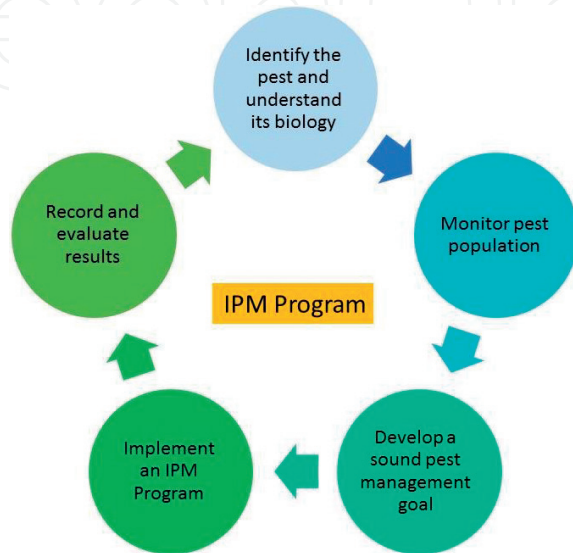 Identify the
pest and
understand
its biology
Monitor pest
population
Develop a
sound pest
management
goal
Implement
an IPM
Program
Record and
evaluate
results
IPM Program